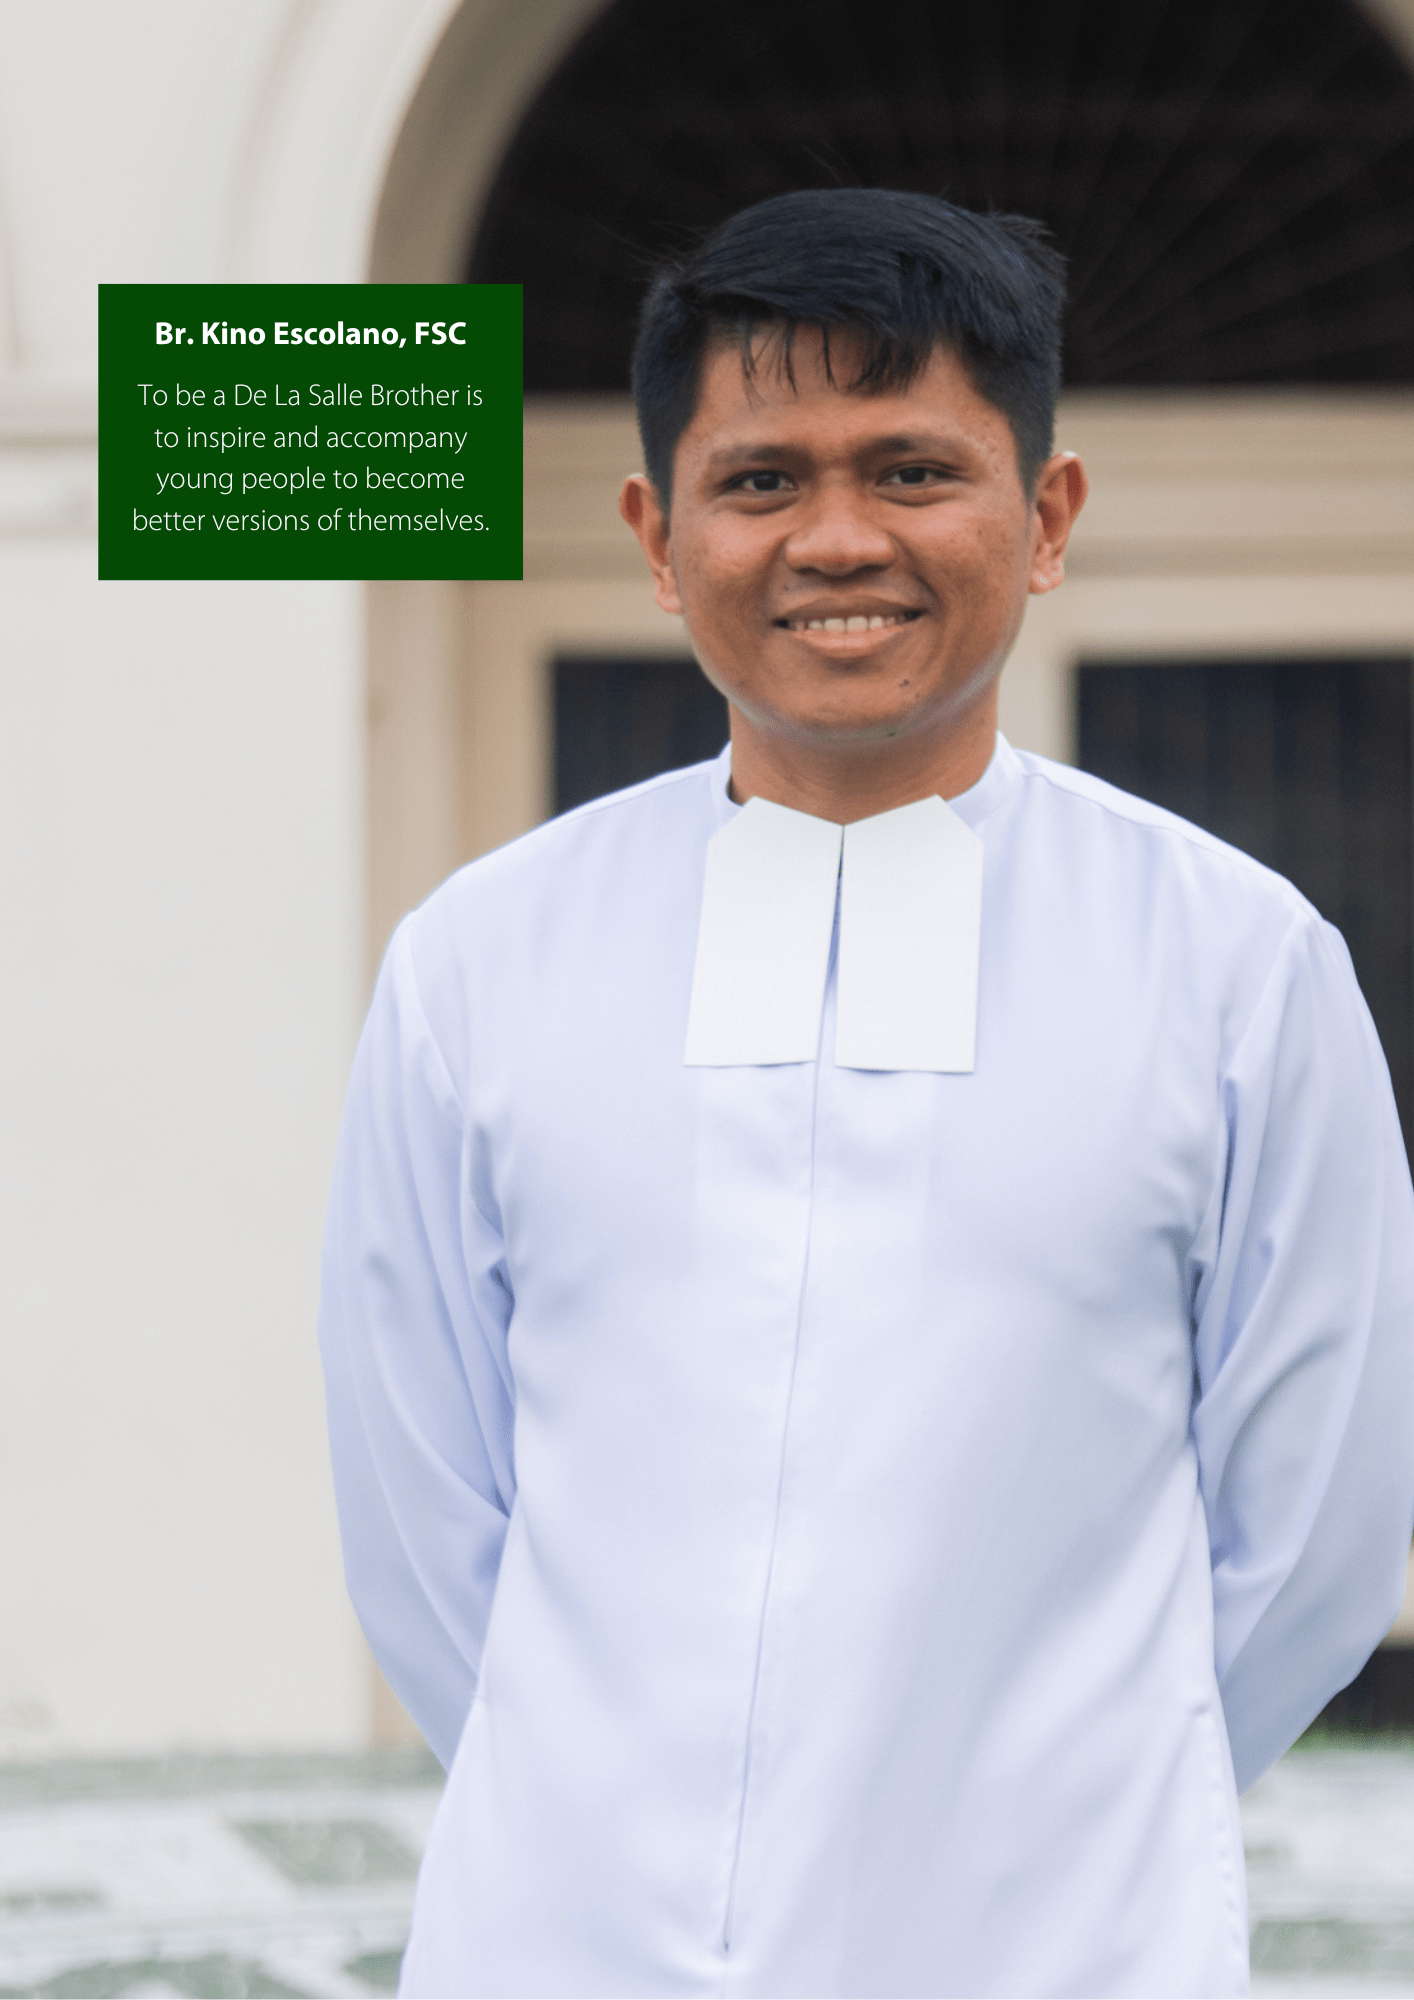 Br. Kino Escolano, FSC
To be a De La Salle Brother is
to inspire and accompany
young people to become
better versions of themselves.